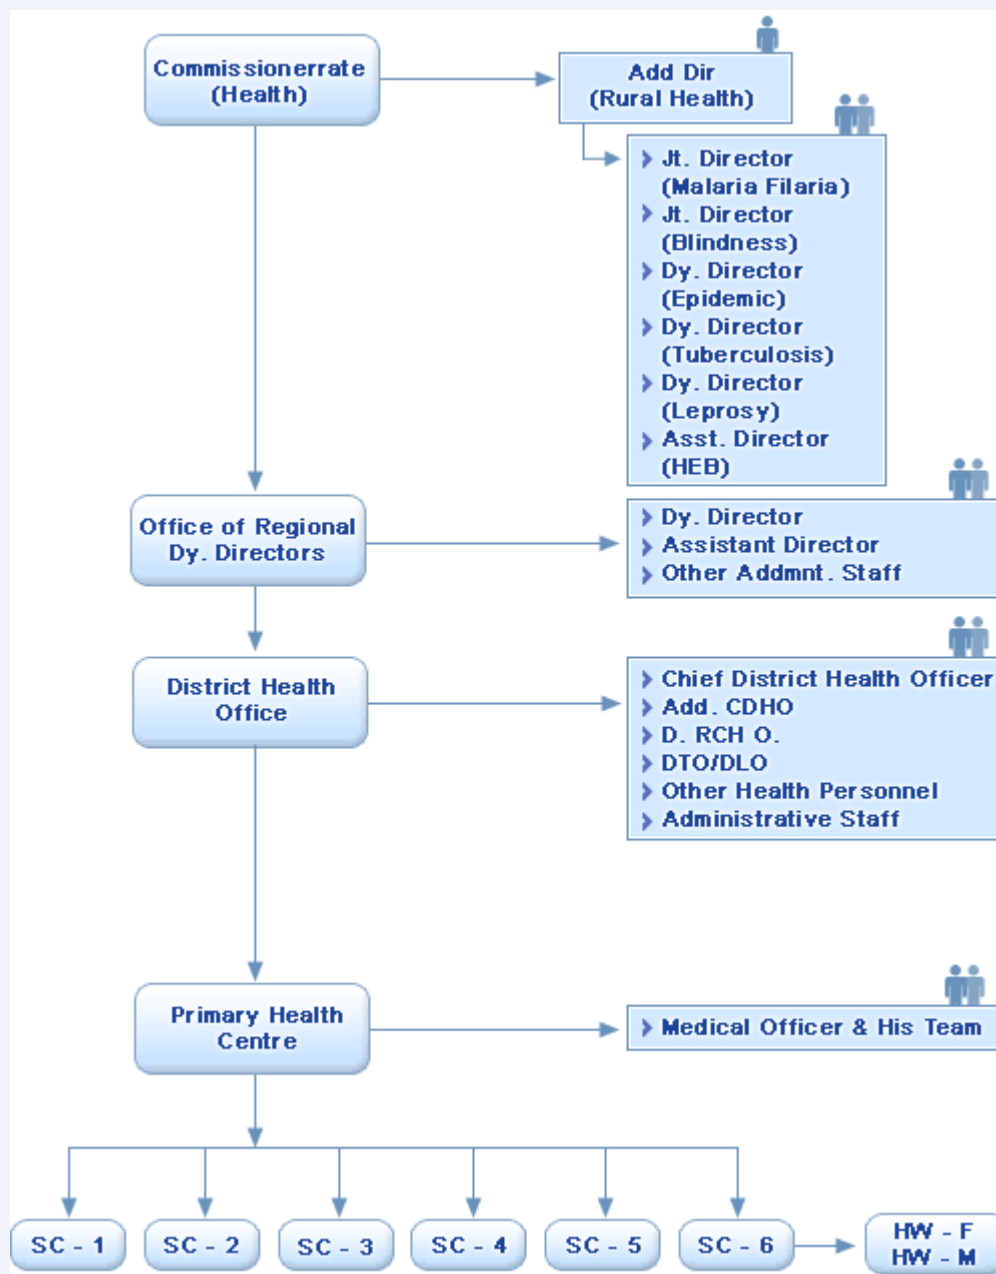 Commissionerrate
(Health)
Add Dir
(Rural Health)
Jt. Director
(Malaria Filaria)
Jt. Director
(Blindness)
Dy. Director
(Epidemic)
Dy. Director
(Tuberculosis)
Dy. Director
(Leprosy)
Asst. Director
(HEB)
Office of Regional
Dy. Directors
Dy. Director
Assistant Director
Other Addmnt. Staff
District Health
Office
Chief District Health Officer
Add. CDHO
D. RCH O.
DTO/DLO
Other Health Personnel
Administrative Staff
Primary Health
Centre
Medical Officer & His Team
SC - 1
SC - 2
SC - 3
SC - 4
SC - 5
SC - 6
HW - F
HW - M